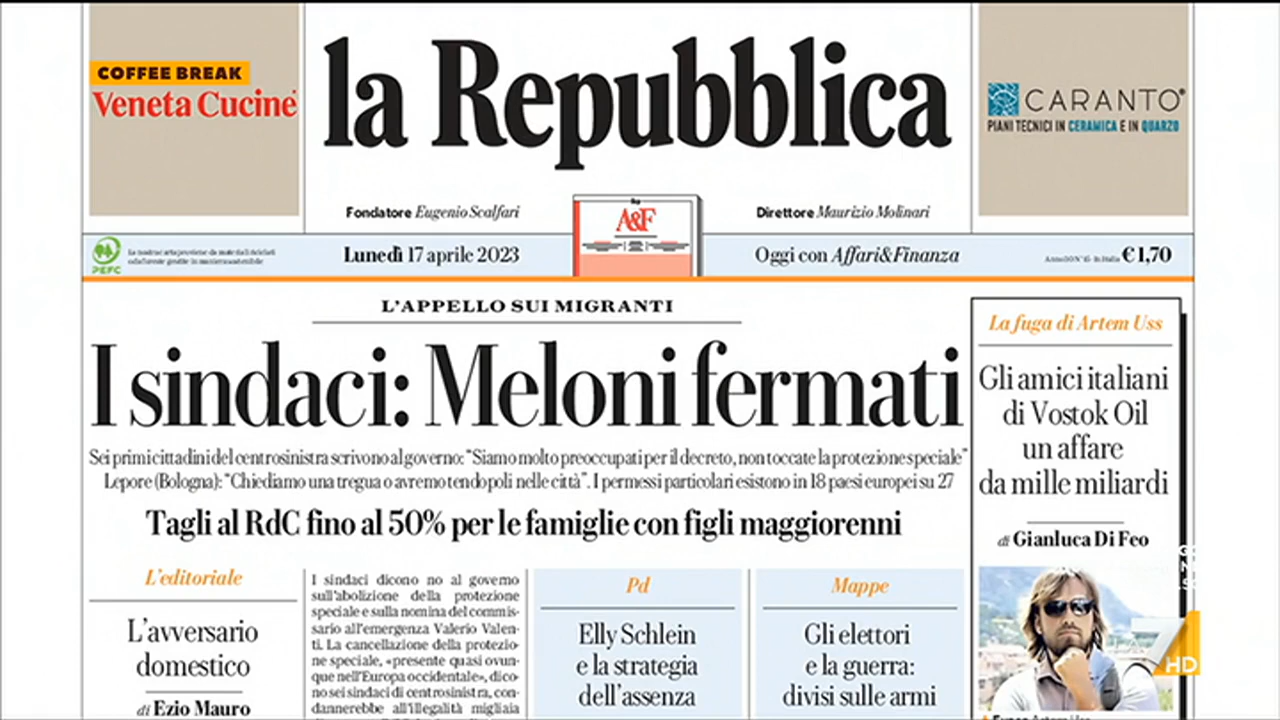 COFFEE BREAK
Veneta Cucine
la Repubblica
CARANTO
PIANI TECNICI IN CERAMICA E IN QUARZO
Fondatore Eugenio Scalfari
A&F
Direttore Maurizio Molinari
PEFC
Lunedì 17 aprile 2023
Oggi con Affari&Finanza
€ 1,70
L'APPELLO SUI MIGRANTI
I sindaci: Meloni fermati
Sei primi cittadini del centrosinistra scrivono al governo: "Siamo molto preoccupati per il decreto, non toccate la protezione speciale"
Lepore (Bologna): "Chiediamo una tregua o avremo tendopoli nelle città". I permessi particolari esistono in 18 paesi europei su 27
Tagli al RdC fino al 50% per le famiglie con figli maggiorenni
L'editoriale
L'avversario
domestico
di Ezio Mauro
I sindaci dicono no al governo
sull'abolizione della protezione
speciale e sulla nomina del commis-
sario all'emergenza Valerio Valen-
ti. La cancellazione della protezio-
ne speciale, «presente quasi ovun-
que nell'Europa occidentale», dico-
no sei sindaci di centrosinistra, con-
dannerebbe all'illegalità migliaia
Pd
Elly Schlein
e la strategia
dell'assenza
Mappe
Gli elettori
e la guerra:
divisi sulle armi
La fuga di Artem Uss
Gli amici italiani
di Vostok Oil
un affare
da mille miliardi
di Gianluca Di Feo
7
HD